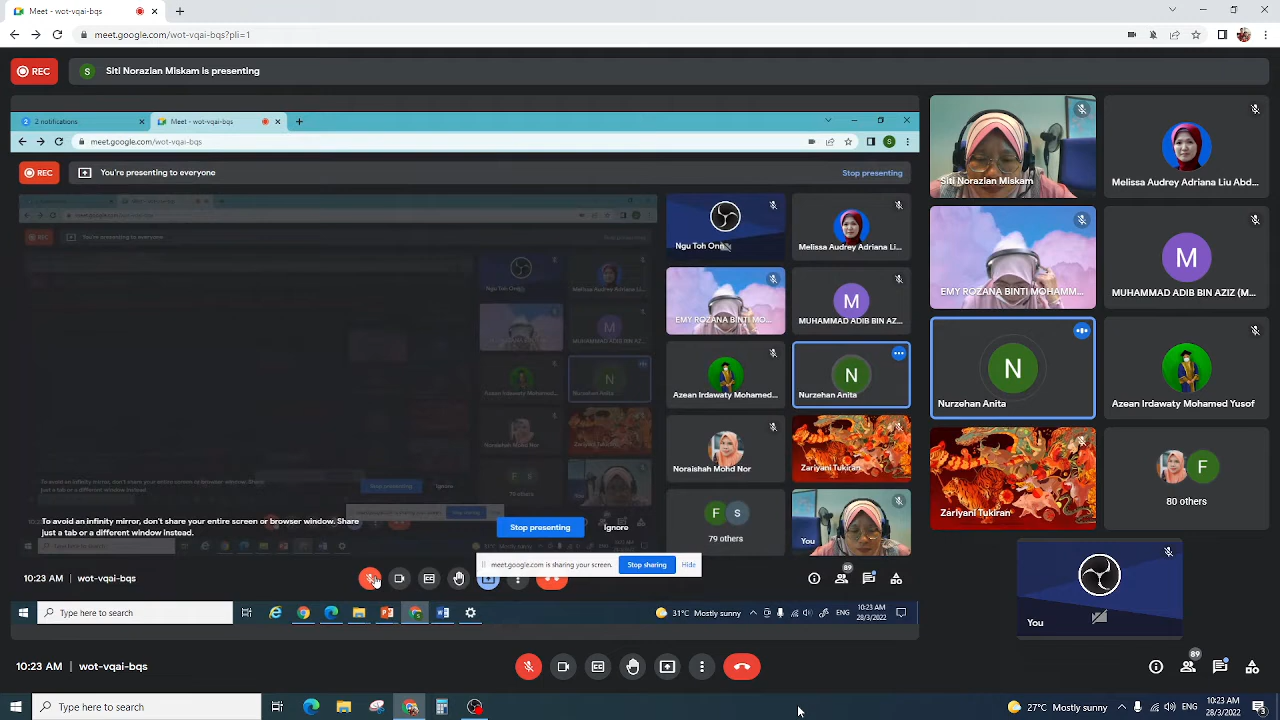 Meet - wot-vqai-bqs
meet.google.com/wot-vqai-bqs?pli=1
REC
S
Siti Norazian Miskam is presenting
2 notifications
Meet - wot-vqai-bqs
meet.google.com/wot-vqai-bqs
S
REC
You're presenting to everyone
Stop presenting
You're presenting to everyone
Ngu Toh Ong
Melissa Audrey Adriana Li...
EMY ROZANA BINTI MO...
M
MUHAMMAD ADIB BIN AZ...
Azean Irdawaty Mohamed...
N
Nurzehan Anita
Noraishah Mohd Nor
Zariyani Tukiran
F S
79 others
You
To avoid an infinity mirror, don't share your entire screen or browser window. Share
just a tab or a different window instead.
Stop presenting
Ignore
meet.google.com is sharing your screen.
Stop sharing
Hide
10:23 AM | wot-vqai-bqs
89
Type here to search
31°C Mostly sunny
ENG
10:23 AM
28/3/2022
Siti Norazian Miskam
Melissa Audrey Adriana Liu Abd...
EMY ROZANA BINTI MOHAMM...
M
MUHAMMAD ADIB BIN AZIZ (M...
N
Nurzehan Anita
Azean Irdawaty Mohamed Yusof
Zariyani Tukiran
F
80 others
You
10:23 AM | wot-vqai-bqs
89
Type here to search
27°C Mostly sunny
ENG
10:23 AM
28/3/2022